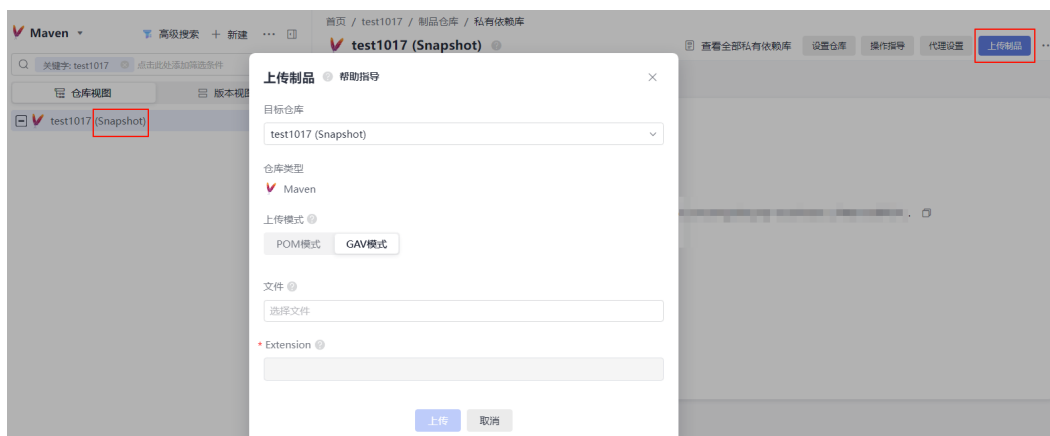 首页 / test1017 / 制品仓库 / 私有依赖库
Maven
高级搜索 + 新建 ...
test1017 (Snapshot)
查看全部私有依赖库 设置仓库 操作指导 代理设置 上传制品
关键字: test1017 点击此处添加筛选条件
仓库视图 版本视图
test1017 (Snapshot)
上传制品 帮助指导
目标仓库
test1017 (Snapshot)
仓库类型
Maven
上传模式
POM模式 GAV模式
文件
选择文件
* Extension
上传 取消